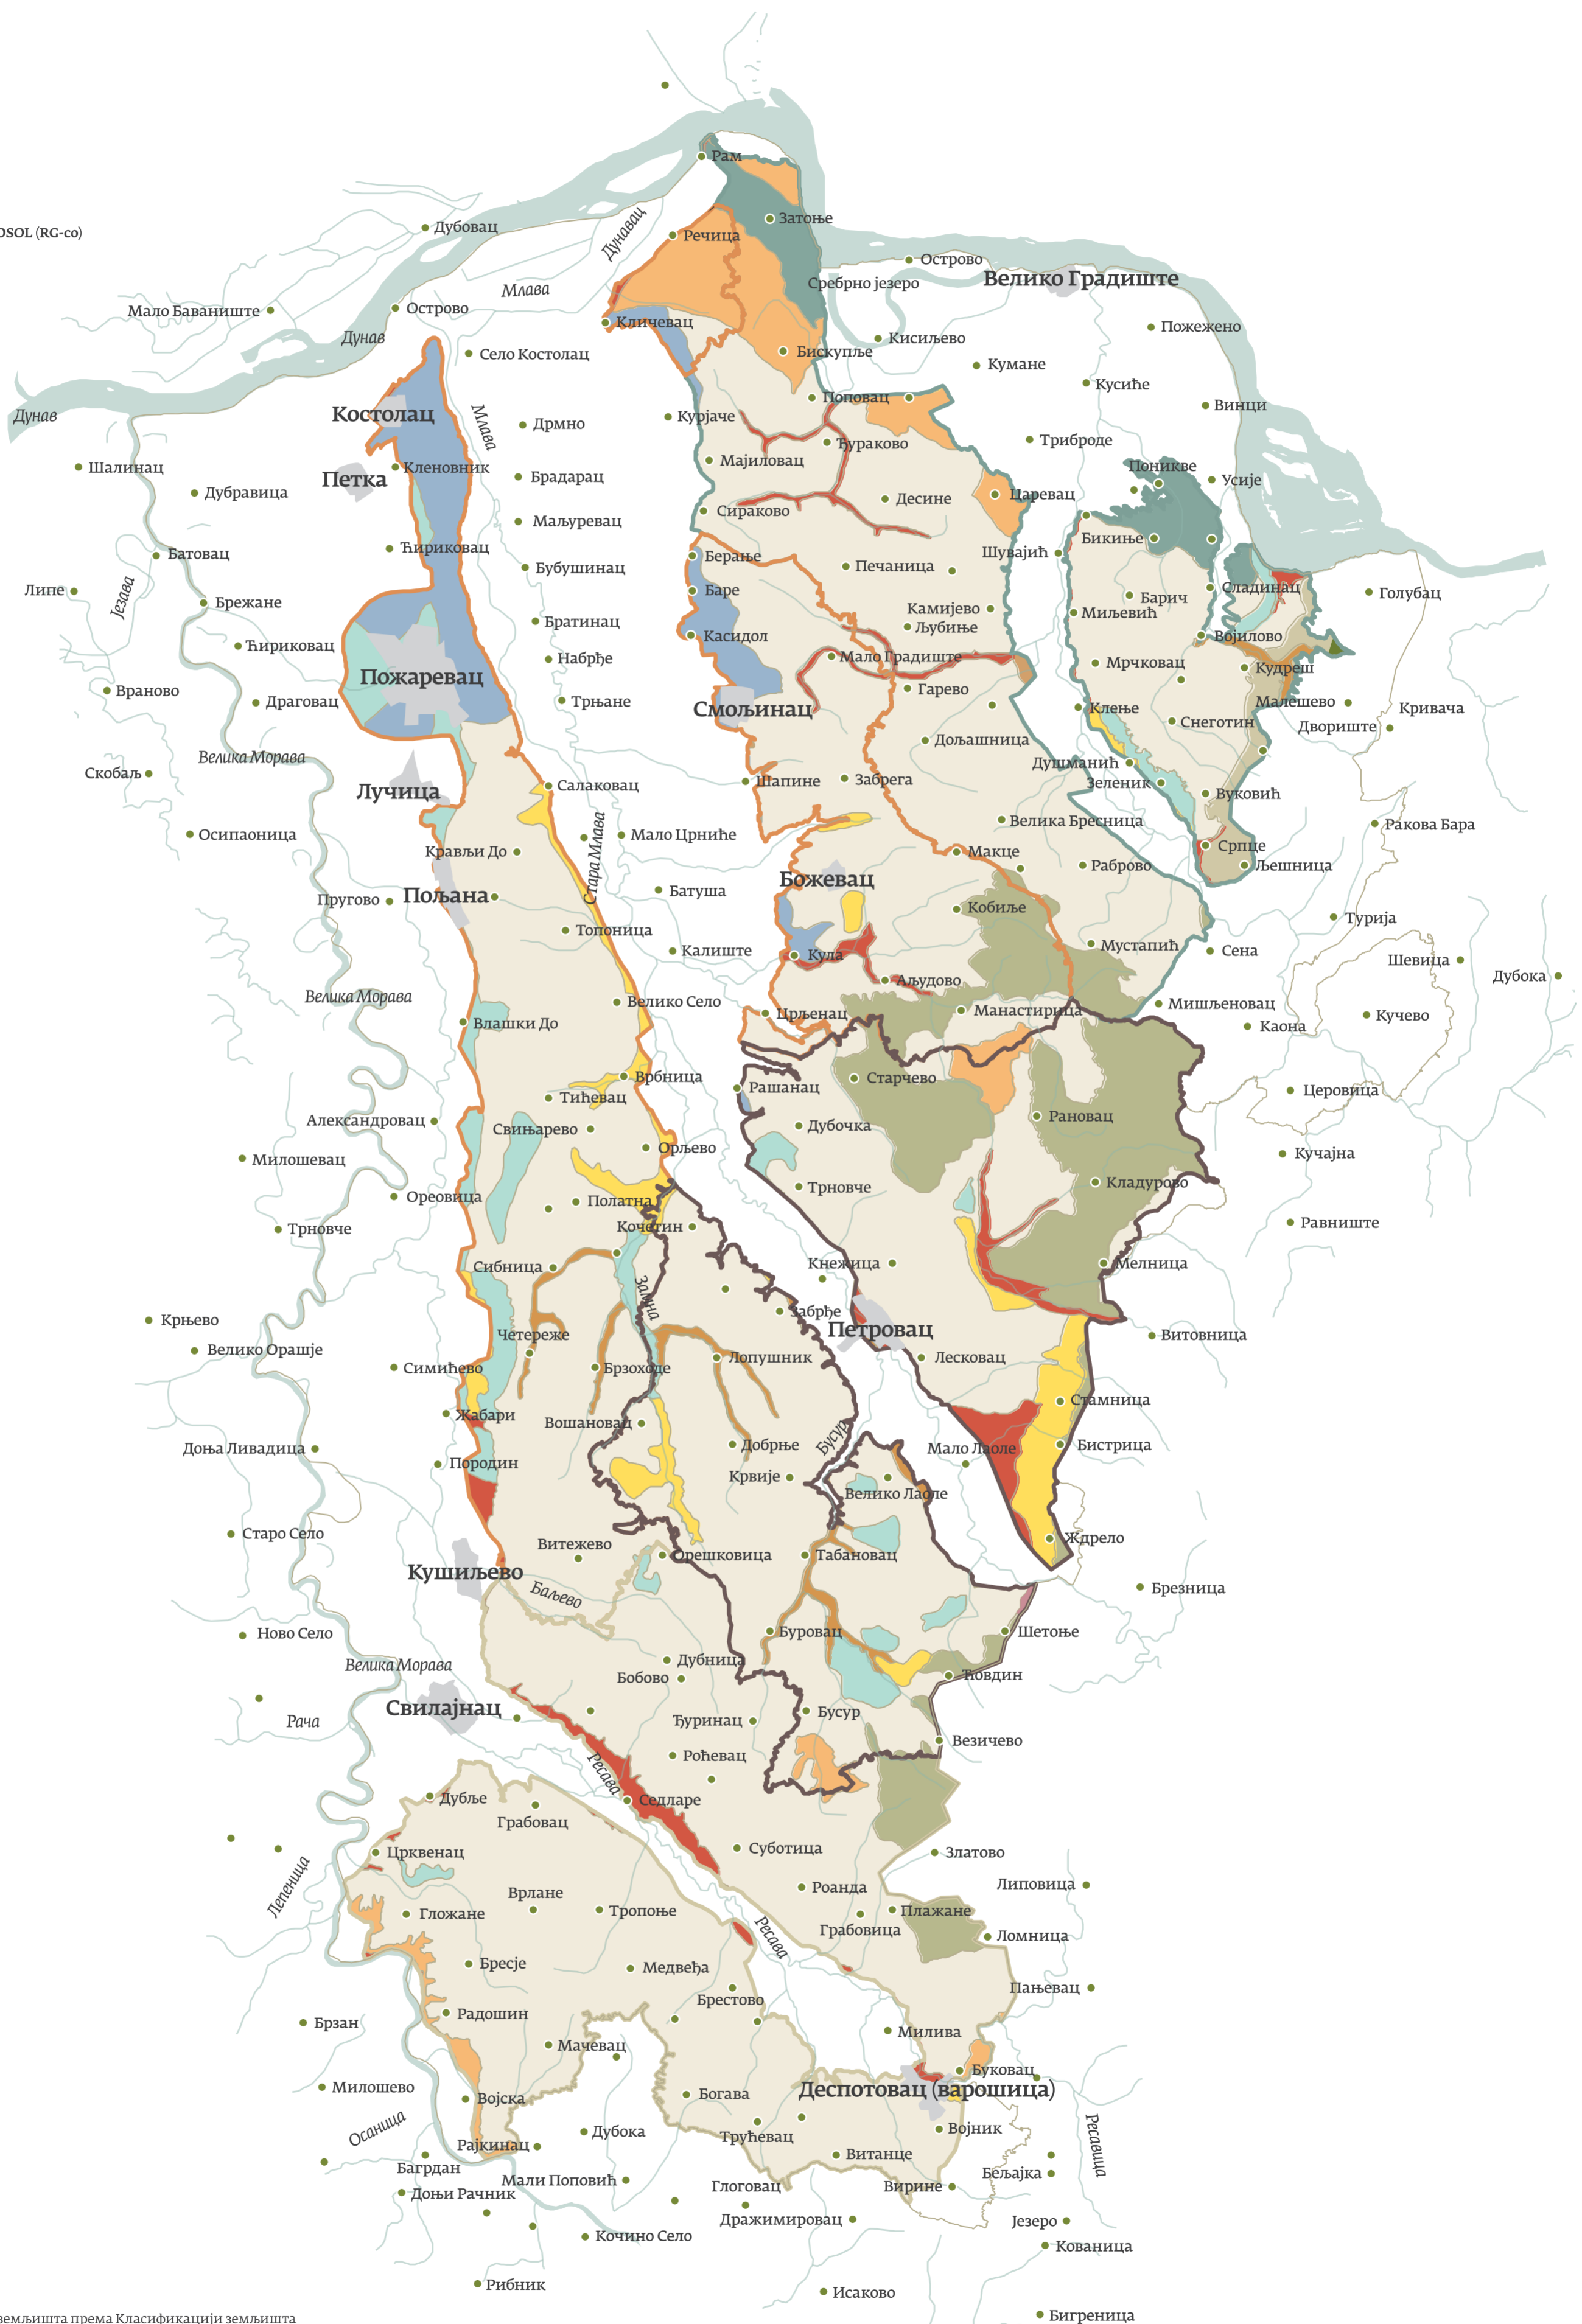 Рам
OSOL (RG-co)
Дубовац
Дунавац
Речица
Затоње
Острово
Сребрно језеро
Велико Градиште
Млава
Мало Баваниште
Острово
Дунав
Кличевац
Пожежено
Кисиљево
Село Костолац
Бискупље
Кумане
Кусиће
Поповац
Винци
Дунав
Костолац
Млава
Дрмно
Курјаче
Ђураково
Триброде
Мајиловац
Шалинац
Кленовник
Петка
Брадарац
Поникве
Усије
Дубравица
Десине
Царевац
Сираково
Маљуревац
Бикиње
Батовац
Ћириковац
Берање
Шувајић
Бубушинац
Печаница
Липе
Језава
Брежане
Баре
Сладинац
Барич
Голубац
Камијево
Миљевић
Љубиње
Братинац
Касидол
Војилово
Ћириковац
Набрђе
Мало Градиште
Мрчковац
Кудреш
Пожаревац
Враново
Драговац
Трњане
Гарево
Малешево
Смољинац
Клење
Кривача
Снеготин
Двориште
Дољашница
Велика Морава
Душманић
Скобаљ
Шапине
Забрега
Зеленик
Лучица
Салаковац
Вуковић
Велика Бресница
Ракова Бара
Осипаоница
Мало Црниће
Стара Млава
Крављи До
Макце
Српце
Раброво
Љешница
Божевац
Пругово
Пољана
Батуша
Кобиље
Турија
Топоница
Мустапић
Калиште
Кула
Сена
Шевица
Дубока
Аљудово
Велика Морава
Велико Село
Мишљеновац
Црљенац
Манастирица
Кучево
Влашки До
Каона
Врбница
Старчево
Рашанац
Тићевац
Церовица
Александровац
Свињарево
Дубочка
Рановац
Милошевац
Орљево
Кучајна
Ореовица
Полатна
Трновче
Кладурово
Трновче
Кочетин
Равниште
Сибница
Кнежица
Мелница
Замна
Забрђе
Крњево
Четереже
Петровац
Витовница
Велико Орашје
Лопушник
Лесковац
Симићево
Брзоходе
Стамница
Жабари
Вошановац
Бусур
Доња Ливадица
Добрње
Мало Лаоле
Бистрица
Породин
Крвије
Велико Лаоле
Старо Село
Витежево
Ждрело
Орешковица
Табановац
Кушиљево
Баљево
Брезница
Ново Село
Буровац
Шетоње
Велика Морава
Дубница
Бобово
Ћовдин
Свилајнац
Рача
Ђуринац
Бусур
Везичево
Роћевац
Ресава
Дубље
Седларе
Грабовац
Суботица
Црквенац
Златово
Лепеница
Врлане
Роанда
Липовица
Гложане
Тропоње
Плажане
Ресава
Грабовица
Ломница
Бресје
Медвеђа
Пањевац
Брестово
Радошин
Брзан
Милива
Мачевац
Буковац
Милошево
Деспотовац (варошица)
Војска
Богава
Осаница
Дубока
Војник
Рајкинац
Трућевац
Ресавица
Витанце
Багрдан
Мали Поповић
Бељајка
Доњи Рачник
Глоговац
Вирине
Дражимировац
Језеро
Кочино Село
Кованица
Рибник
Исаково
Бигреница
земљишта према Класификацији земљишта